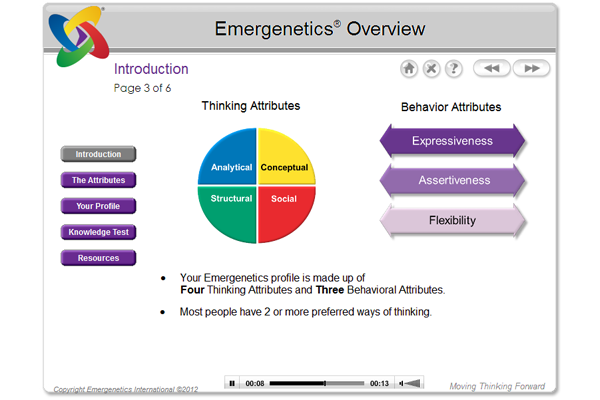 Emergenetics® Overview
Introduction
Page 3 of 6
?
Thinking Attributes
Behavior Attributes
Analytical
Conceptual
Structural
Social
Expressiveness
Assertiveness
Flexibility
Introduction
The Attributes
Your Profile
Knowledge Test
Resources
• Your Emergenetics profile is made up of
Four Thinking Attributes and Three Behavioral Attributes.
• Most people have 2 or more preferred ways of thinking.
00:08
00:13
Copyright Emergenetics International ©2012
Moving Thinking Forward